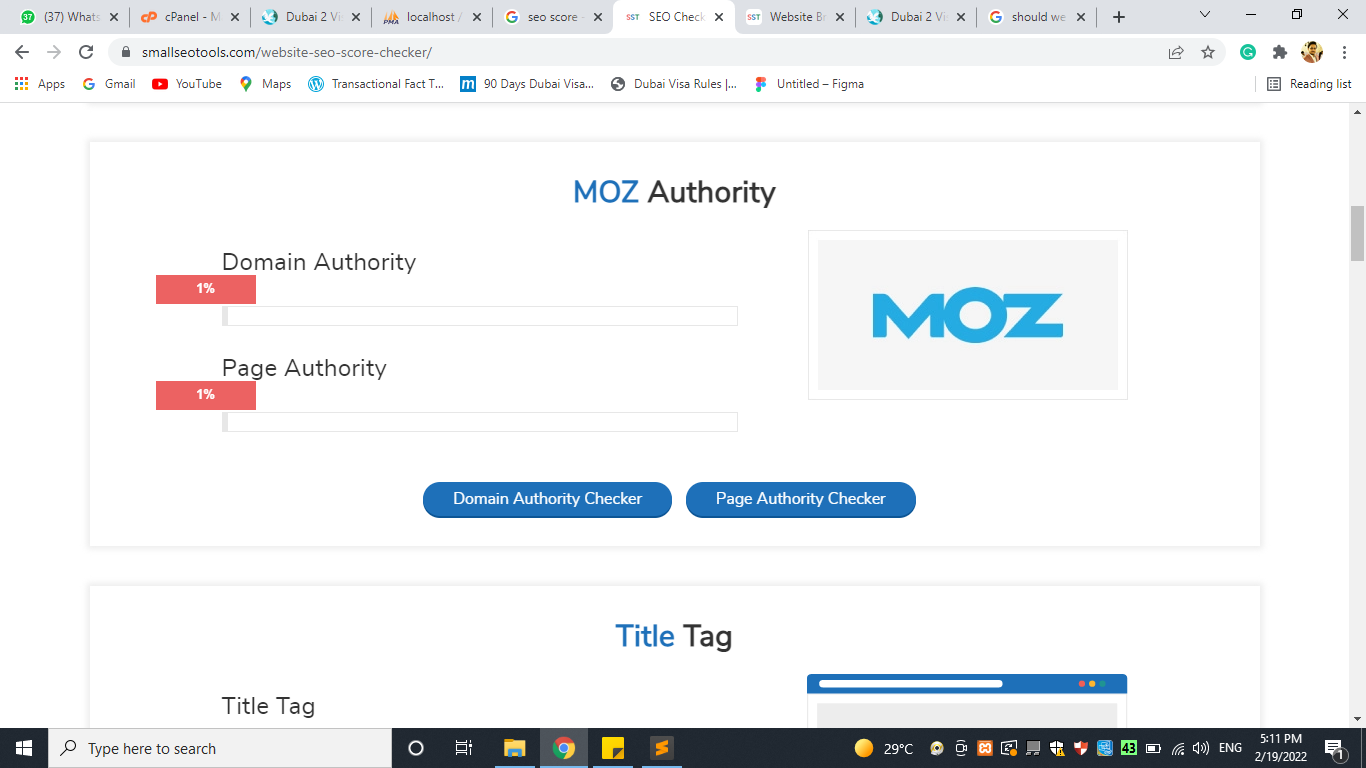 (37) Whats
cPanel - M
Dubai 2 Vi
localhost /
seo score -
SEO Check
Website Br
Dubai 2 Vi
should we
smallseotools.com/website-seo-score-checker/
Apps
Gmail
YouTube
Maps
Transactional Fact T...
90 Days Dubai Visa...
Dubai Visa Rules |...
Untitled – Figma
Reading list
MOZ Authority
Domain Authority
1%
Page Authority
1%
MOZ
Domain Authority Checker
Page Authority Checker
Title Tag
Title Tag
Type here to search
29°C
43
ENG
5:11 PM
2/19/2022
1